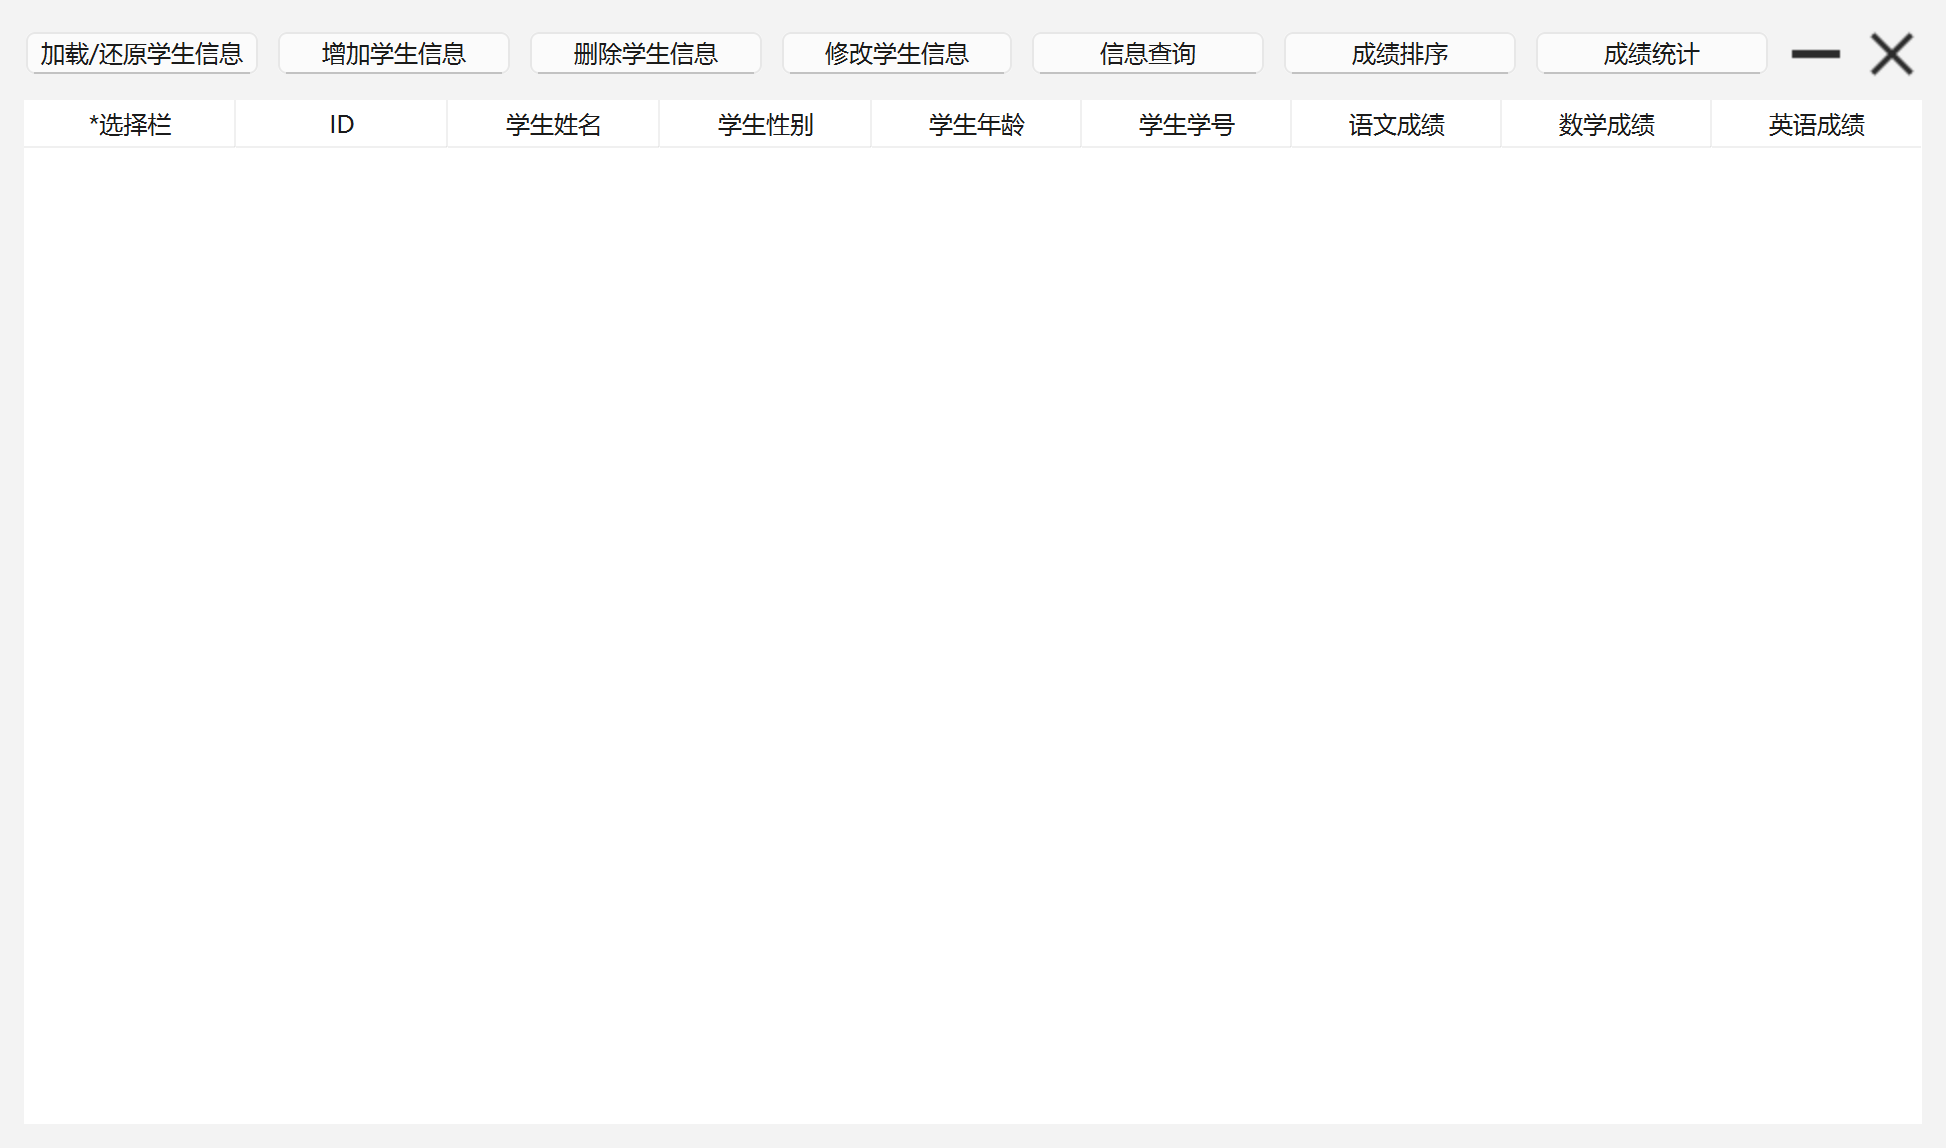 加载/还原学生信息 增加学生信息 删除学生信息 修改学生信息 信息查询 成绩排序 成绩统计
*选择栏 ID 学生姓名 学生性别 学生年龄 学生学号 语文成绩 数学成绩 英语成绩